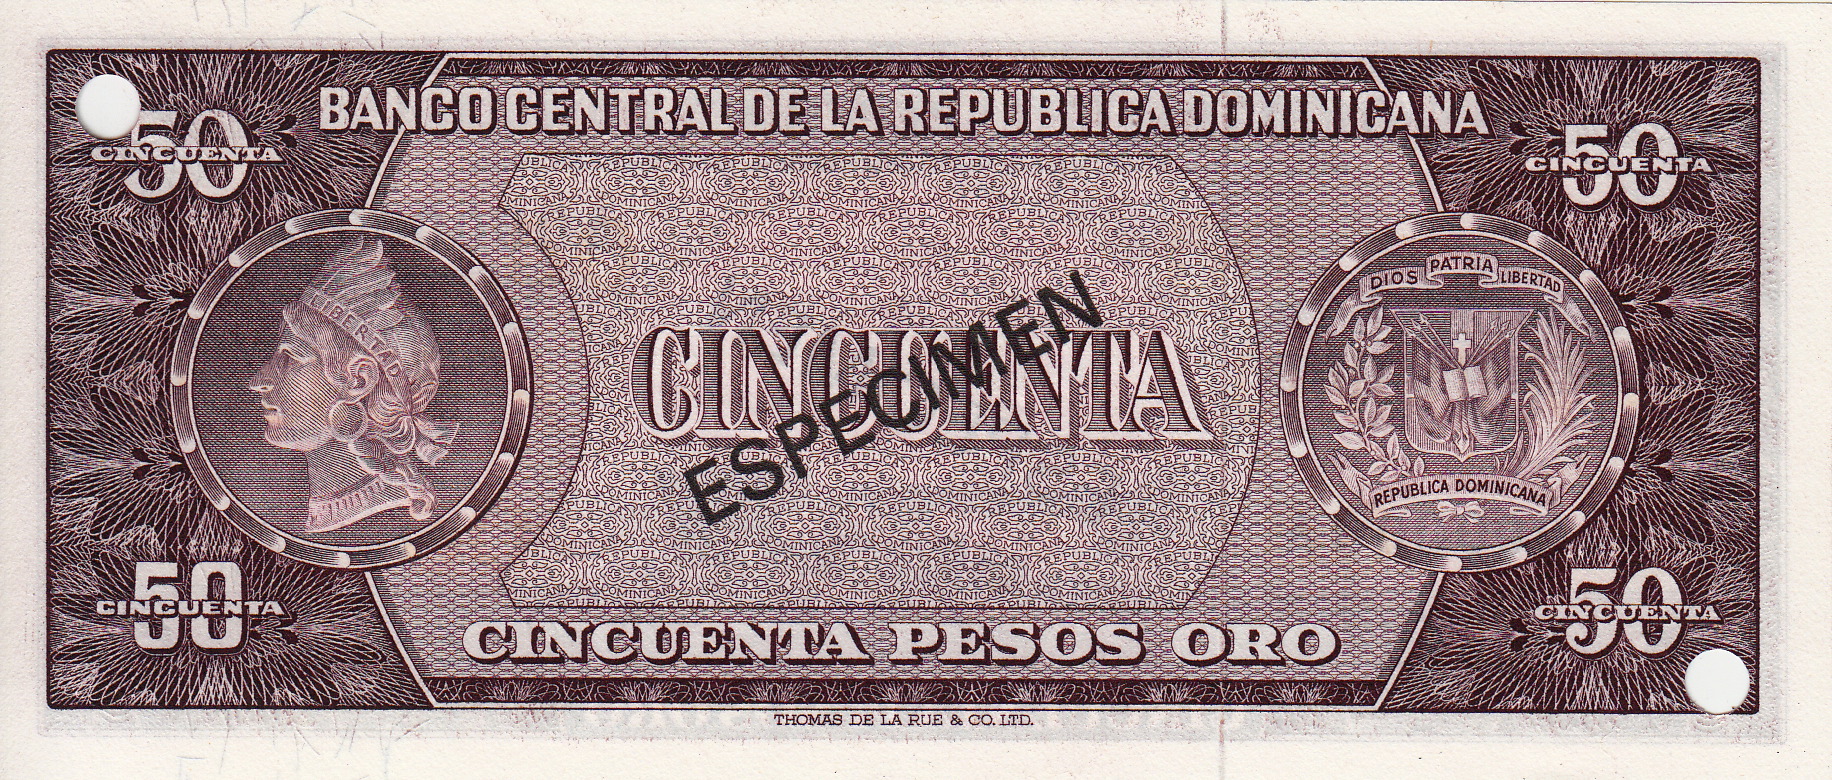 BANCO CENTRAL DE LA REPUBLICA DOMINICANA
50
CINCUENTA
50
CINCUENTA
LIBERTAD
DIOS PATRIA LIBERTAD
REPUBLICA DOMINICANA
CINCUENTA
ESPECIMEN
50
CINCUENTA
50
CINCUENTA
CINCUENTA PESOS ORO
THOMAS DE LA RUE & CO. LTD.